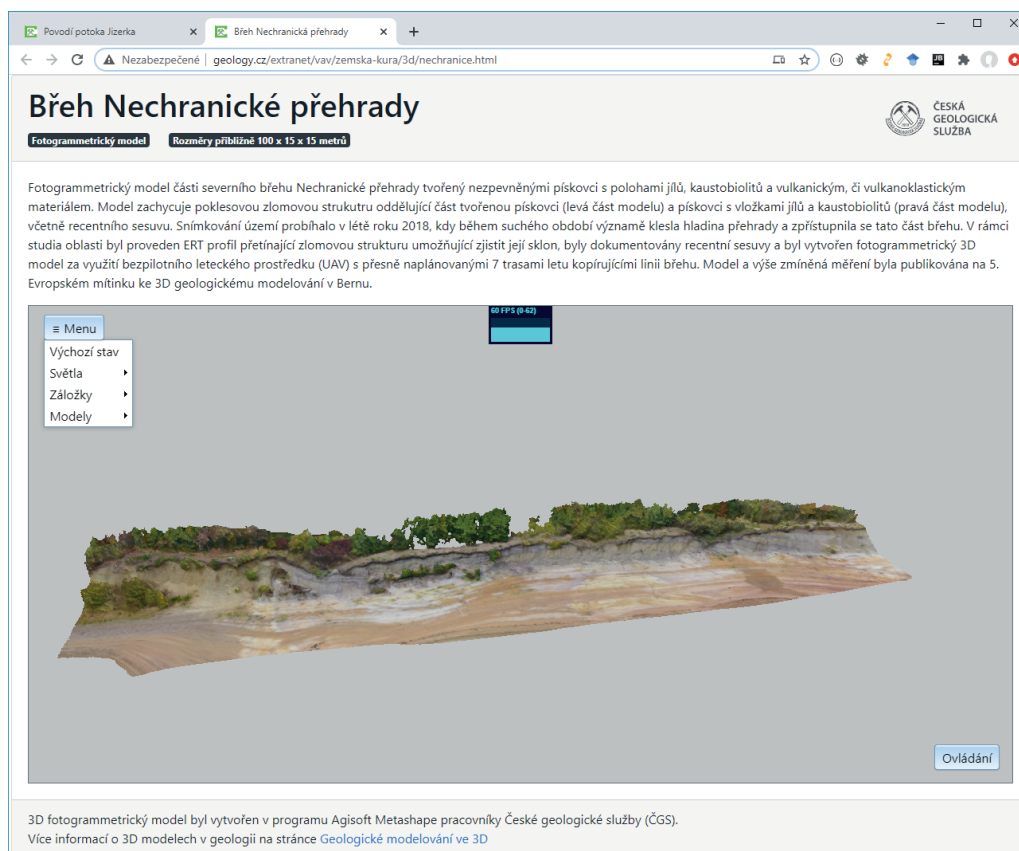 Povodí potoka Jizerka
Břeh Nechranická přehrady
Nezabezpečené | geology.cz/extranet/vav/zemska-kura/3d/nechranice.html
Břeh Nechranické přehrady
Fotogrammetrický model
Rozměry přibližně 100 x 15 x 15 metrů
ČESKÁ
GEOLOGICKÁ
SLUŽBA
Fotogrammetrický model části severního břehu Nechranické přehrady tvořený nezpevněnými pískovci s polohami jílů, kaustobiolitů a vulkanickým, či vulkanoklastickým
materiálem. Model zachycuje poklesovou zlomovou strukutru oddělující část tvořenou pískovci (levá část modelu) a pískovci s vložkami jílů a kaustobiolitů (pravá část modelu),
včetně recentního sesuvu. Snímkování území probíhalo v létě roku 2018, kdy během suchého období významě klesla hladina přehrady a zpřístupnila se tato část břehu. V rámci
studia oblasti byl proveden ERT profil přetínající zlomovou strukturu umožňující zjistit její sklon, byly dokumentovány recentní sesuvy a byl vytvořen fotogrammetrický 3D
model za využití bezpilotního leteckého prostředku (UAV) s přesně naplánovanými 7 trasami letu kopírujícími linii břehu. Model a výše zmíněná měření byla publikována na 5.
Evropském mítinku ke 3D geologickému modelování v Bernu.
60 FPS (0-62)
≡ Menu
Výchozí stav
Světla
Záložky
Modely
Ovládání
3D fotogrammetrický model byl vytvořen v programu Agisoft Metashape pracovníky České geologické služby (ČGS).
Více informací o 3D modelech v geologii na stránce Geologické modelování ve 3D